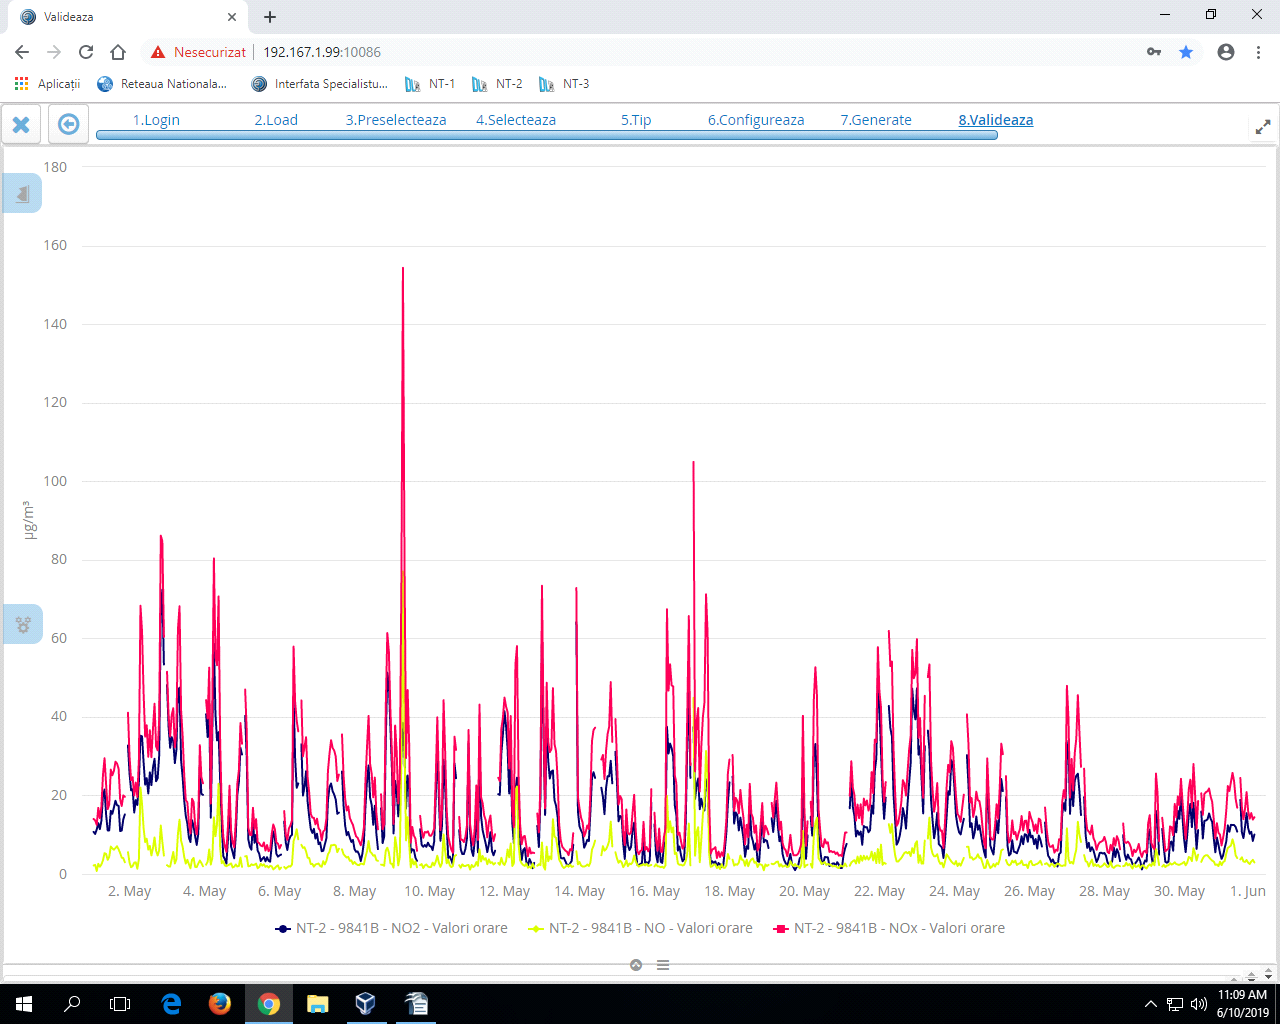 Valideaza
Nesecurizat 192.167.1.99:10086
Aplicații Reteaua Nationala... Interfata Specialistu... NT-1 NT-2 NT-3
1.Login 2.Load 3.Preselecteaza 4.Selecteaza 5.Tip 6.Configureaza 7.Generate 8.Valideaza
180
160
140
120
100
80
60
40
20
0
µg/m³
2. May 4. May 6. May 8. May 10. May 12. May 14. May 16. May 18. May 20. May 22. May 24. May 26. May 28. May 30. May 1. Jun
NT-2 - 9841B - NO2 - Valori orare NT-2 - 9841B - NO - Valori orare NT-2 - 9841B - NOx - Valori orare
11:09 AM
6/10/2019